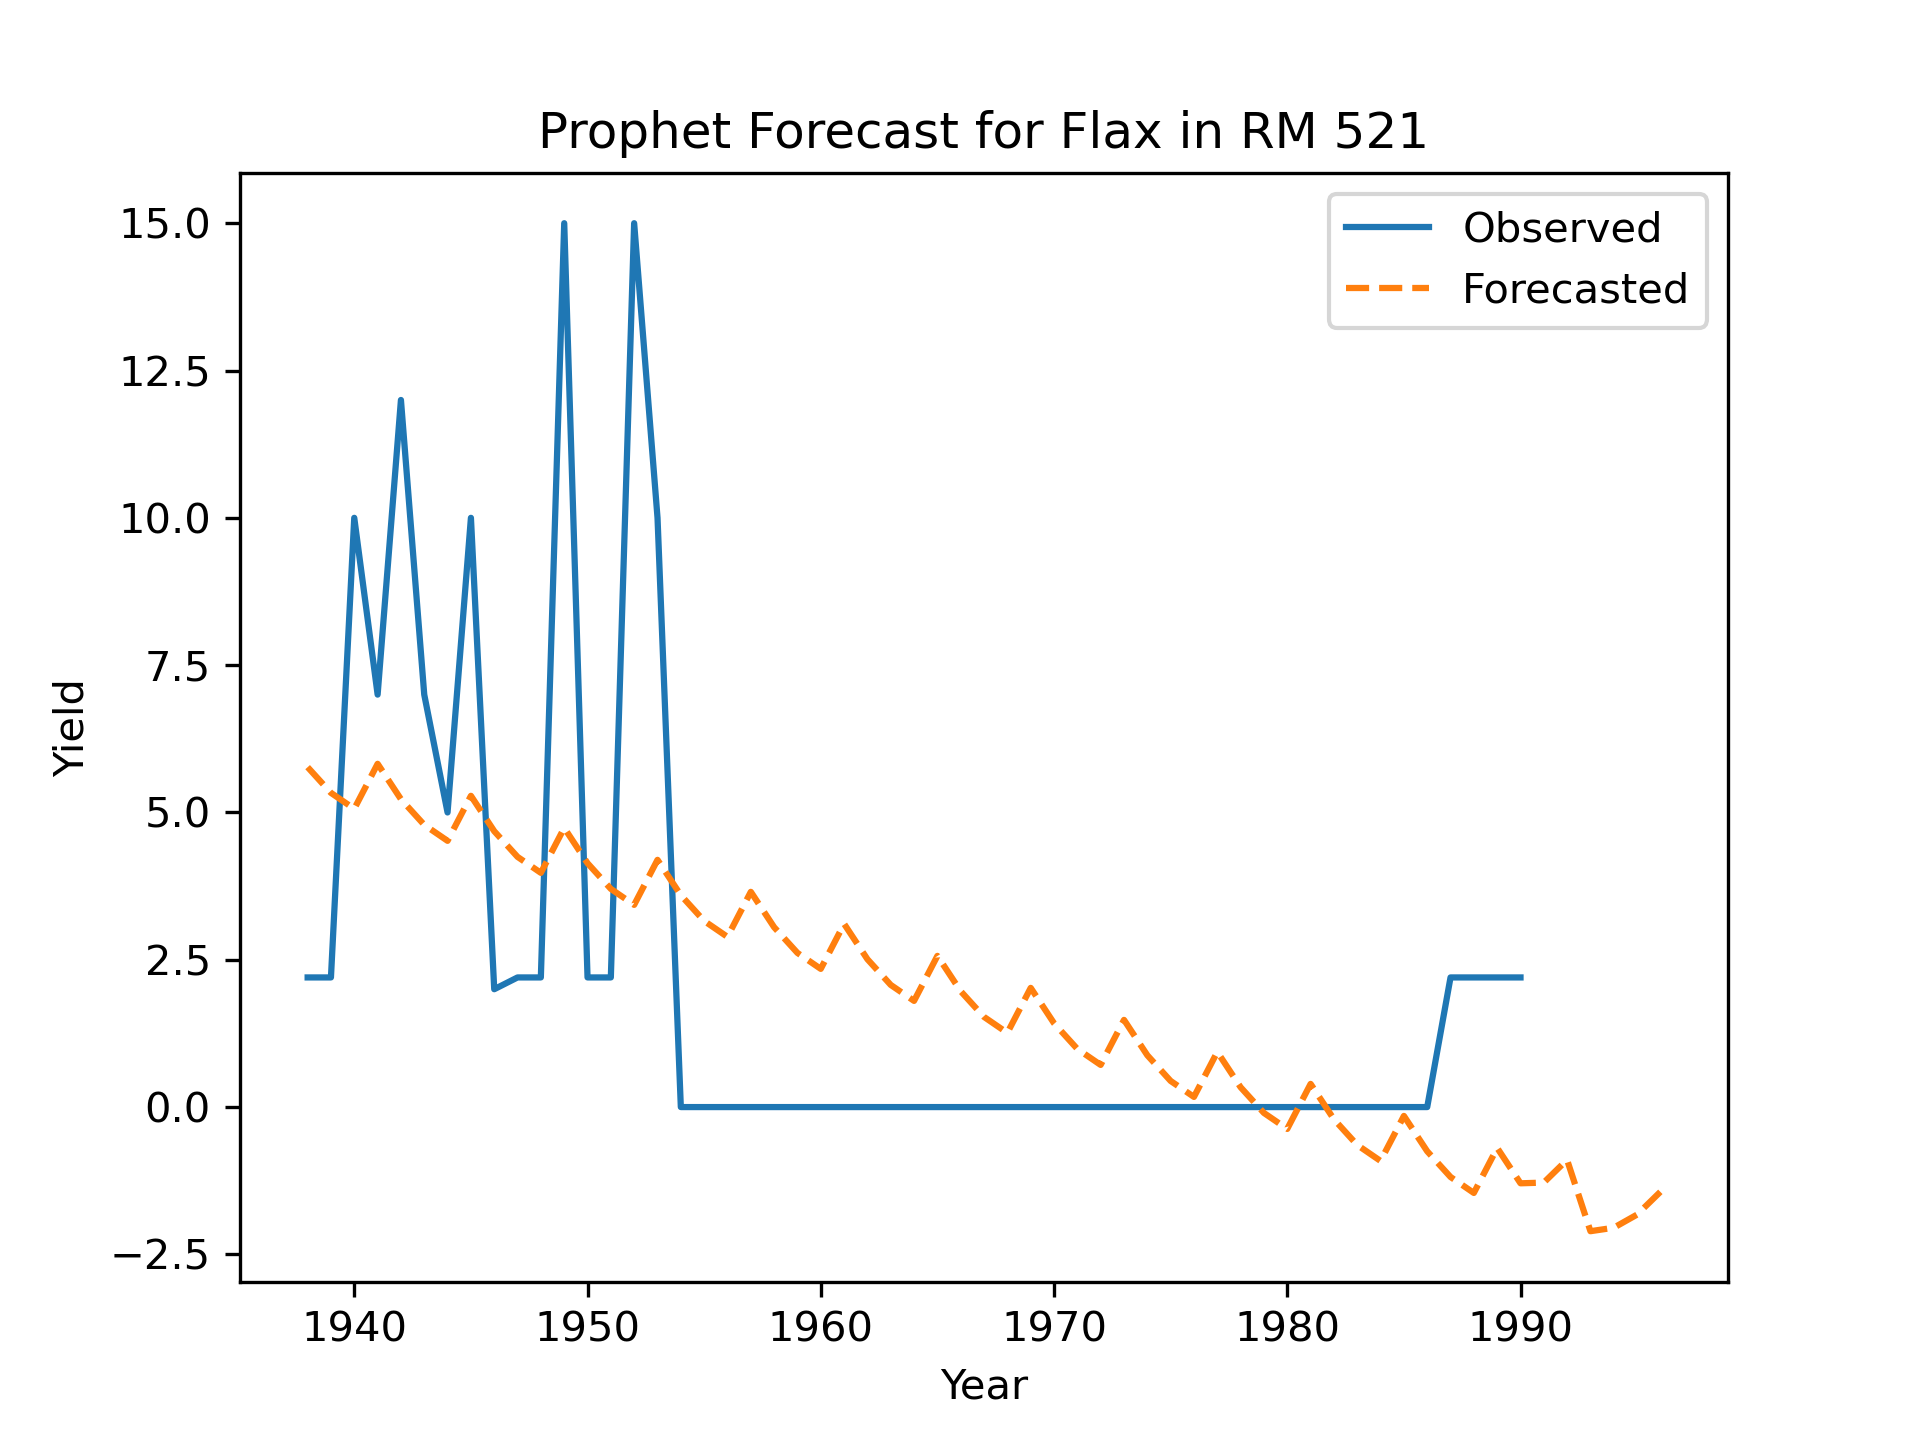 Prophet Forecast for Flax in RM 521
15.0
12.5
10.0
7.5
5.0
2.5
0.0
−2.5
Yield
Observed
Forecasted
1940 1950 1960 1970 1980 1990
Year